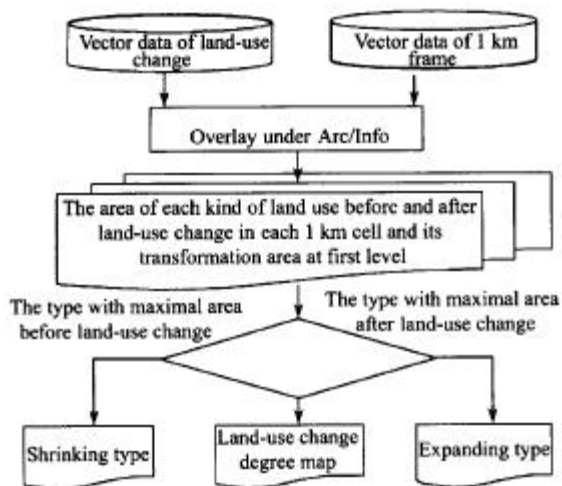 Vector data of land-use
change
Vector data of 1 km
frame
Overlay under Arc/Info
The area of each kind of land use before and after
land-use change in each 1 km cell and its
transformation area at first level
The type with maximal area
before land-use change
The type with maximal area
after land-use change
Shrinking type
Land-use change
degree map
Expanding type